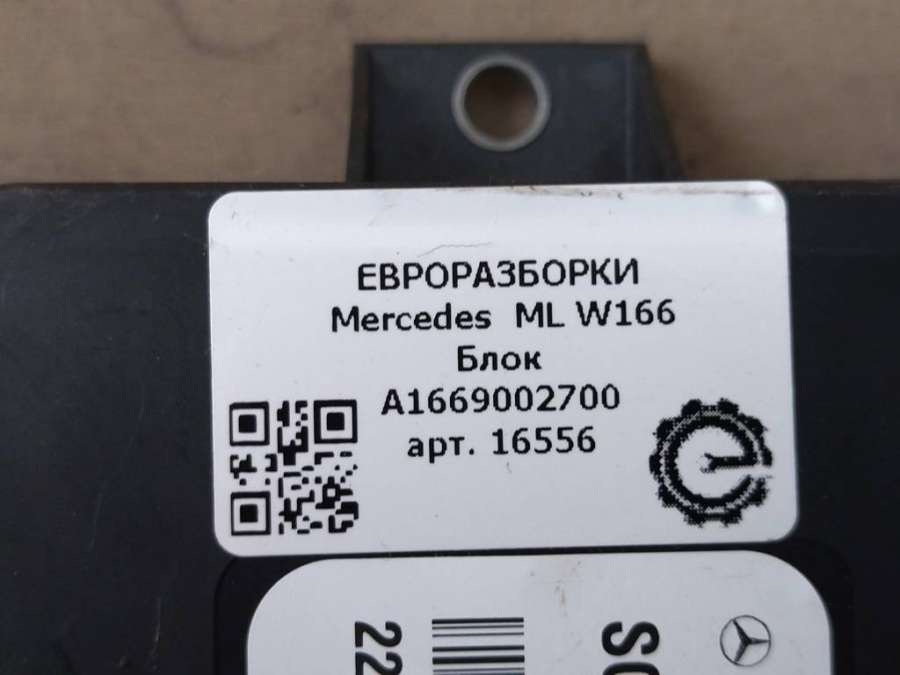 ЕВРОРАЗБОРКИ
Mercedes ML W166
Блок
A1669002700
арт. 16556